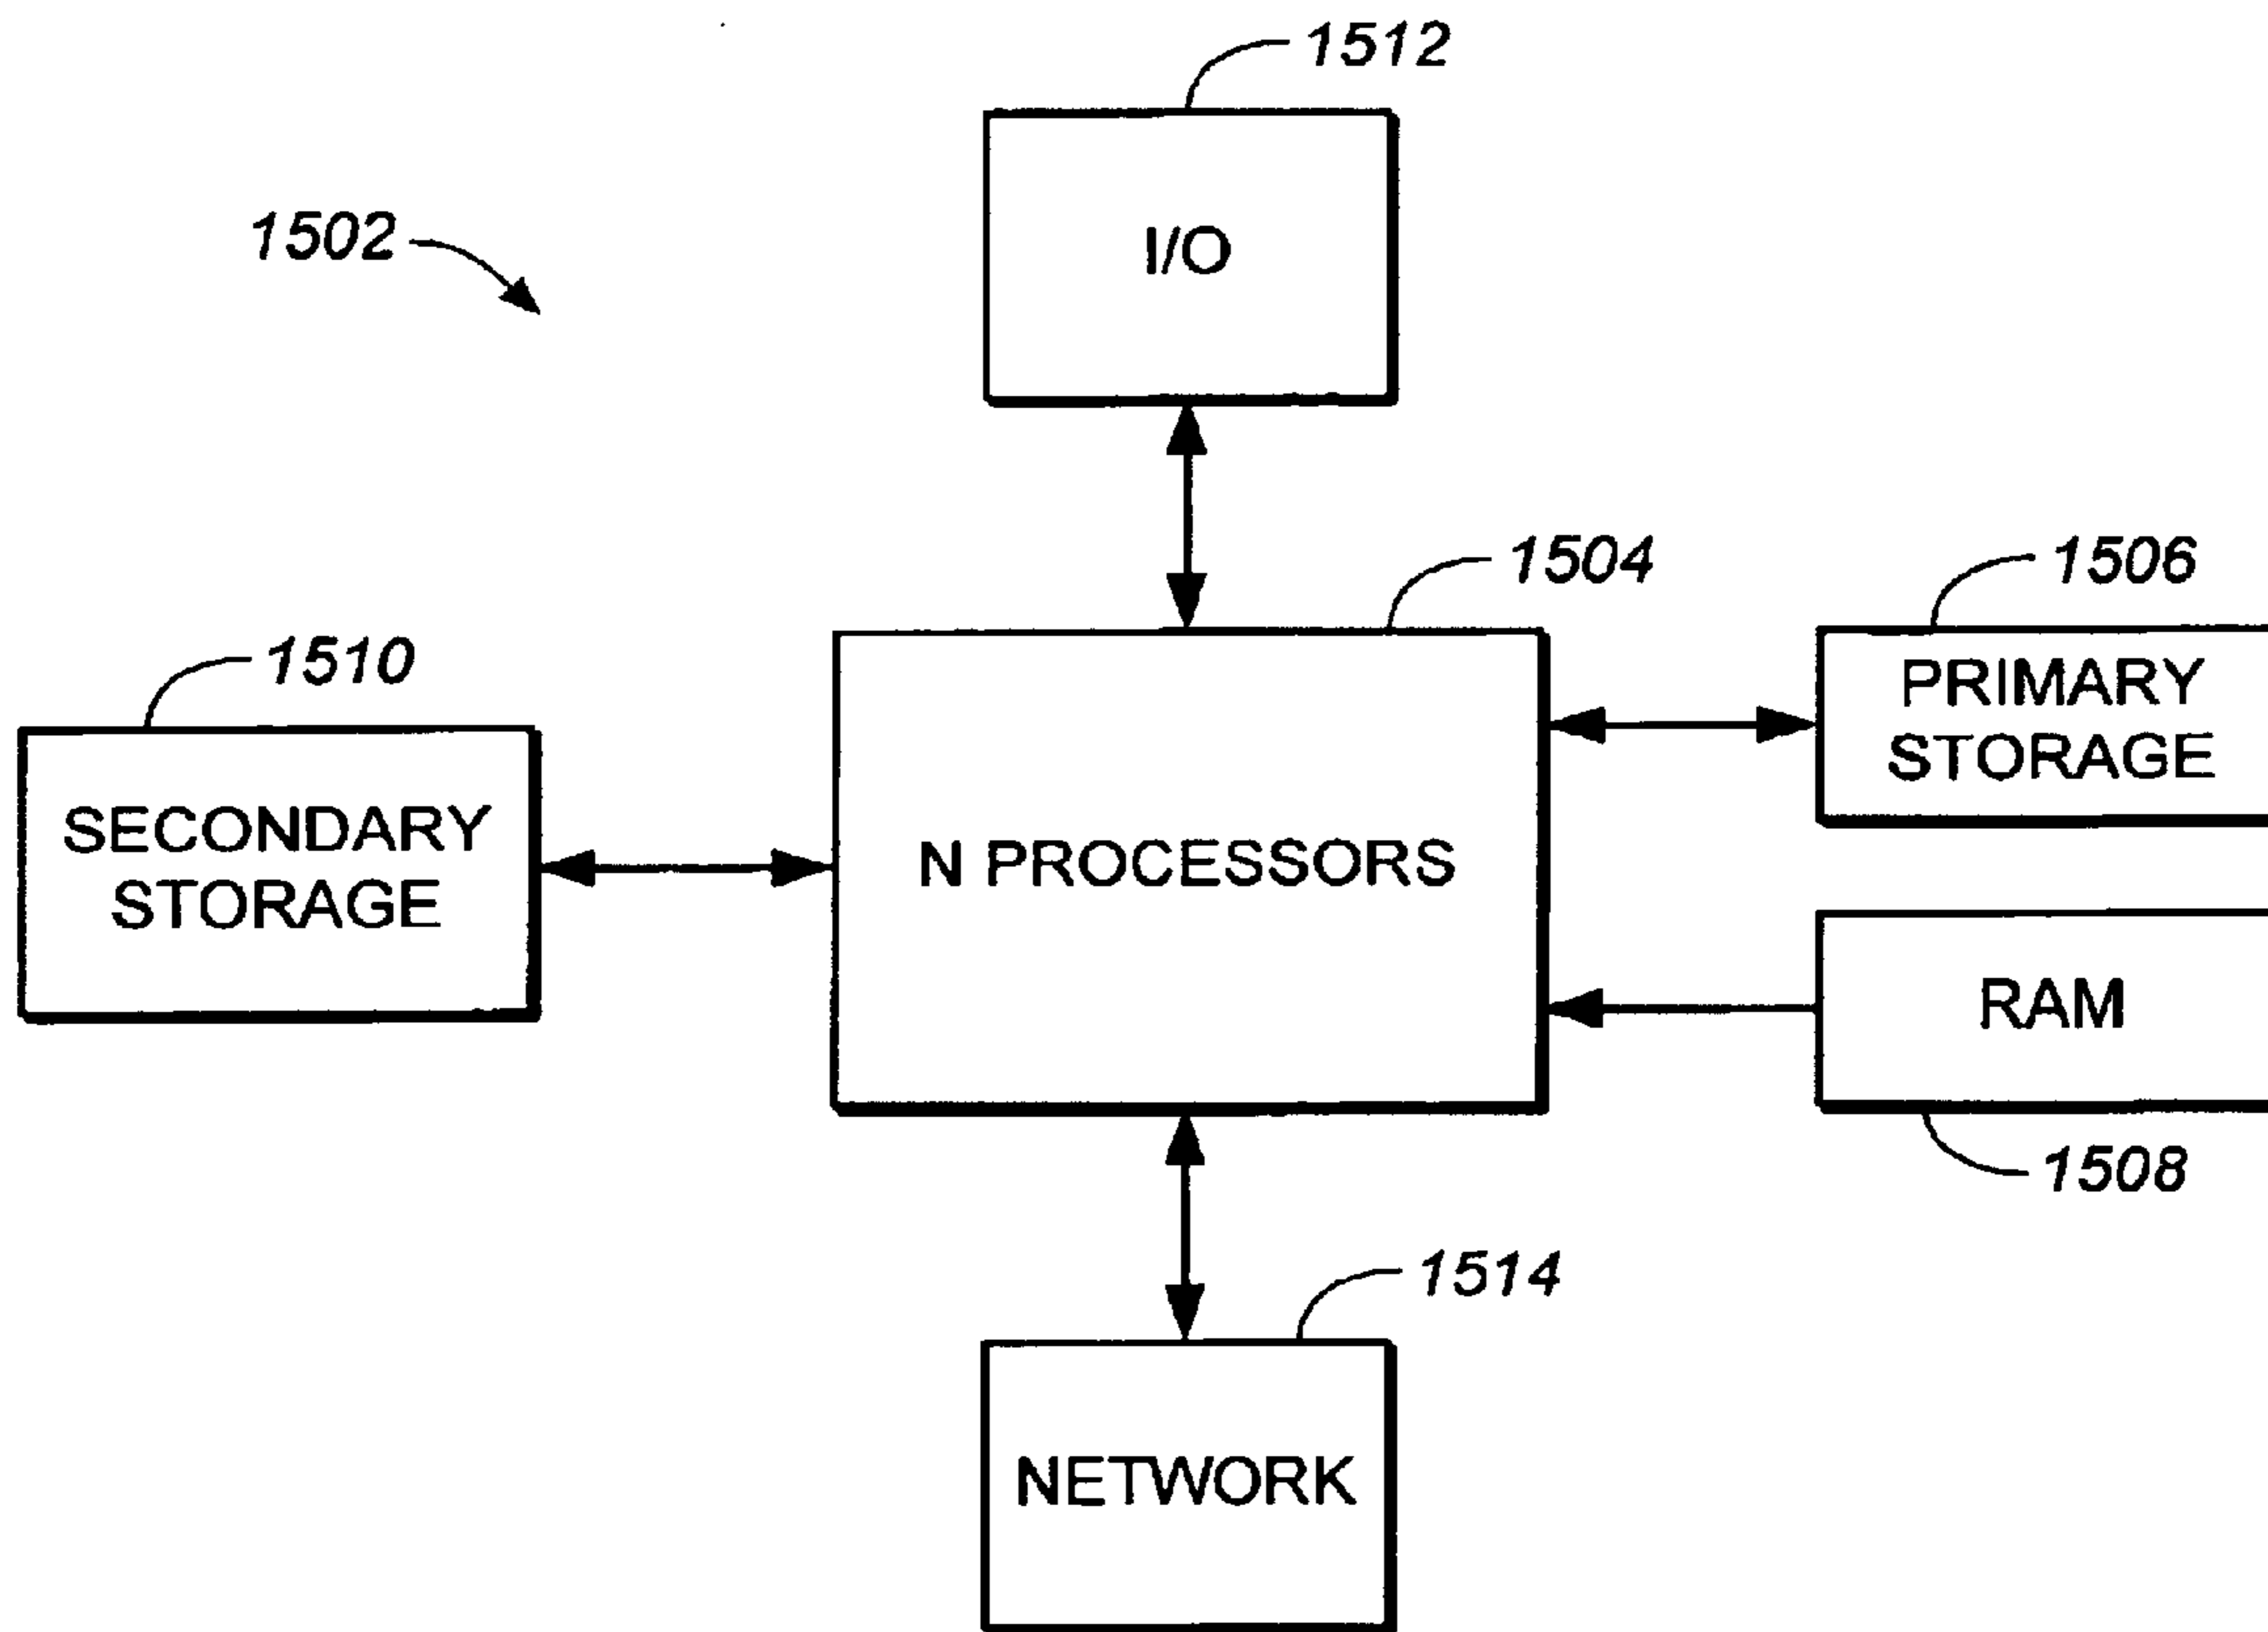 1512
1502
I/O
1504
1506
1510
PRIMARY
STORAGE
SECONDARY
STORAGE
N PROCESSORS
RAM
1508
1514
NETWORK